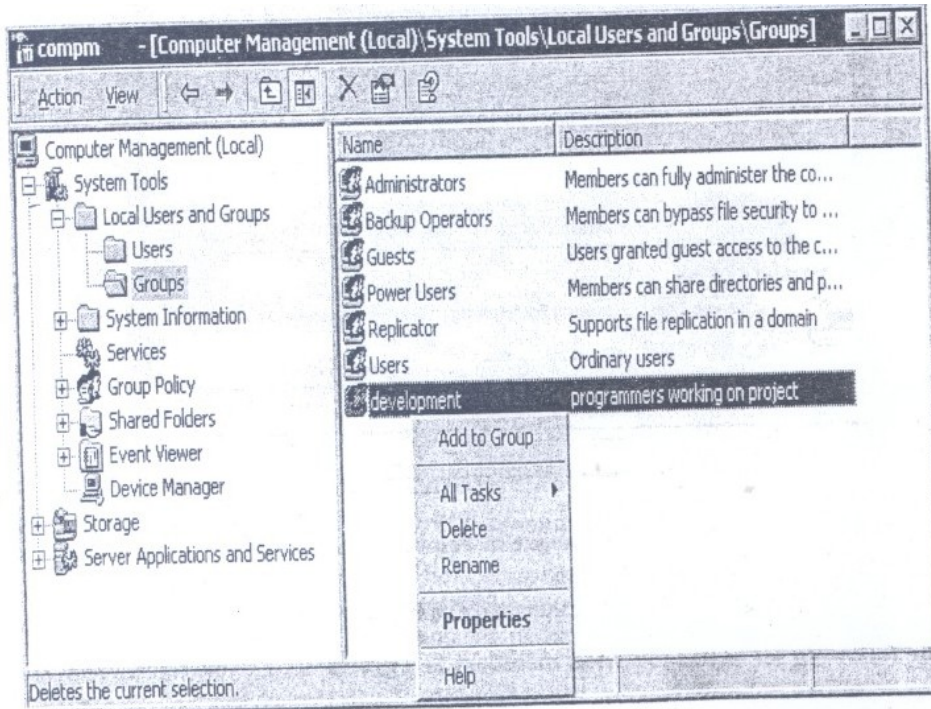 compm - [Computer Management (Local)\System Tools\Local Users and Groups\Groups]
Action View
Computer Management (Local)
System Tools
Local Users and Groups
Users
Groups
System Information
Services
Group Policy
Shared Folders
Event Viewer
Device Manager
Storage
Server Applications and Services
Name Description
Administrators Members can fully administer the co...
Backup Operators Members can bypass file security to ...
Guests Users granted guest access to the c...
Power Users Members can share directories and p...
Replicator Supports file replication in a domain
Users Ordinary users
development programmers working on project
Add to Group
All Tasks
Delete
Rename
Properties
Help
Deletes the current selection.